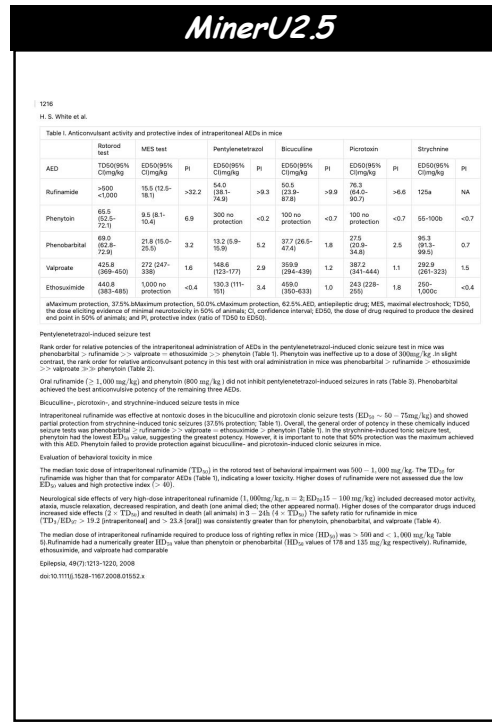 MinerU2.5
1216
H. S. White et al.
Table I. Anticonvulsant activity and protective index of intraperitoneal AEDs in mice
Rotorod test MES test Pentylenetetrazol Bicuculline Picrotoxin Strychnine
AED TD50(95% CI)mg/kg ED50(95% CI)mg/kg PI ED50(95% CI)mg/kg PI ED50(95% CI)mg/kg PI ED50(95% CI)mg/kg PI ED50(95% CI)mg/kg PI
Rufinamide >500 <1,000 15.5 (12.5-18.1) >32.2 54.0 (38.1-74.9) >9.3 50.5 (23.9-87.8) >9.9 76.3 (64.0-90.7) >6.6 125a NA
Phenytoin 65.5 (52.5-72.1) 9.5 (8.1-10.4) 6.9 300 no protection <0.2 100 no protection <0.7 100 no protection <0.7 55-100b <0.7
Phenobarbital 69.0 (62.8-72.9) 21.8 (15.0-25.5) 3.2 13.2 (5.9-15.9) 5.2 37.7 (26.5-47.4) 1.8 27.5 (20.9-34.8) 2.5 95.3 (91.3-99.5) 0.7
Valproate 425.8 (369-450) 272 (247-338) 1.6 148.6 (123-177) 2.9 359.9 (294-439) 1.2 387.2 (341-444) 1.1 292.9 (261-323) 1.5
Ethosuximide 440.8 (383-485) 1,000 no protection <0.4 130.3 (111-151) 3.4 459.0 (350-633) 1.0 243 (228-255) 1.8 250-1,000c <0.4
aMaximum protection, 37.5%.bMaximum protection, 50.0%.cMaximum protection, 62.5%.AED, antiepileptic drug; MES, maximal electroshock; TD50,
the dose eliciting evidence of minimal neurotoxicity in 50% of animals; CI, confidence interval; ED50, the dose of drug required to produce the desired
end point in 50% of animals; and PI, protective index (ratio of TD50 to ED50).
Pentylenetetrazol-induced seizure test
Rank order for relative potencies of the intraperitoneal administration of AEDs in the pentylenetetrazol-induced clonic seizure test in mice was
phenobarbital > rufinamide >> valproate = ethosuximide >> phenytoin (Table 1). Phenytoin was ineffective up to a dose of 300mg/kg .In slight
contrast, the rank order for relative anticonvulsant potency in this test with oral administration in mice was phenobarbital > rufinamide > ethosuximide
>> valproate ≫≫ phenytoin (Table 2).
Oral rufinamide (≥ 1,000 mg/kg) and phenytoin (800 mg/kg ) did not inhibit pentylenetetrazol-induced seizures in rats (Table 3). Phenobarbital
achieved the best anticonvulsive potency of the remaining three AEDs.
Bicuculline-, picrotoxin-, and strychnine-induced seizure tests in mice
Intraperitoneal rufinamide was effective at nontoxic doses in the bicuculline and picrotoxin clonic seizure tests (ED₅₀ ∼ 50 − 75mg/kg) and showed
partial protection from strychnine-induced tonic seizures (37.5% protection; Table 1). Overall, the general order of potency in these chemically induced
seizure tests was phenobarbital ≥ rufinamide >> valproate = ethosuximide > phenytoin (Table 1). In the strychnine-induced tonic seizure test,
phenytoin had the lowest ED₅₀ value, suggesting the greatest potency. However, it is important to note that 50% protection was the maximum achieved
with this AED. Phenytoin failed to provide protection against bicuculline- and picrotoxin-induced clonic seizures in mice.
Evaluation of behavioral toxicity in mice
The median toxic dose of intraperitoneal rufinamide (TD₅₀) in the rotorod test of behavioral impairment was 500 − 1, 000 mg/kg. The TD₅₀ for
rufinamide was higher than that for comparator AEDs (Table 1), indicating a lower toxicity. Higher doses of rufinamide were not assessed due the low
ED₅₀ values and high protective index (> 40).
Neurological side effects of very high-dose intraperitoneal rufinamide (1, 000mg/kg, n = 2; ED₅₀15 − 100 mg/kg) included decreased motor activity,
ataxia, muscle relaxation, decreased respiration, and death (one animal died; the other appeared normal). Higher doses of the comparator drugs induced
increased side effects (2 × TD₅₀) and resulted in death (all animals) in 3 − 24h (4 × TD₅₀) The safety ratio for rufinamide in mice
> 19.2 [intraperitoneal] and > 23.8 [oral]) was consistently greater than for phenytoin, phenobarbital, and valproate (Table 4).
The median dose of intraperitoneal rufinamide required to produce loss of righting reflex in mice (HD₅₀) was > 500 and < 1, 000 mg/kg Table
5).Rufinamide had a numerically greater HD₅₀ value than phenytoin or phenobarbital (HD₅₀ values of 178 and 135 mg/kg respectively). Rufinamide,
ethosuximide, and valproate had comparable
Epilepsia, 49(7):1213-1220, 2008
doi:10.1111/j.1528-1167.2008.01552.x